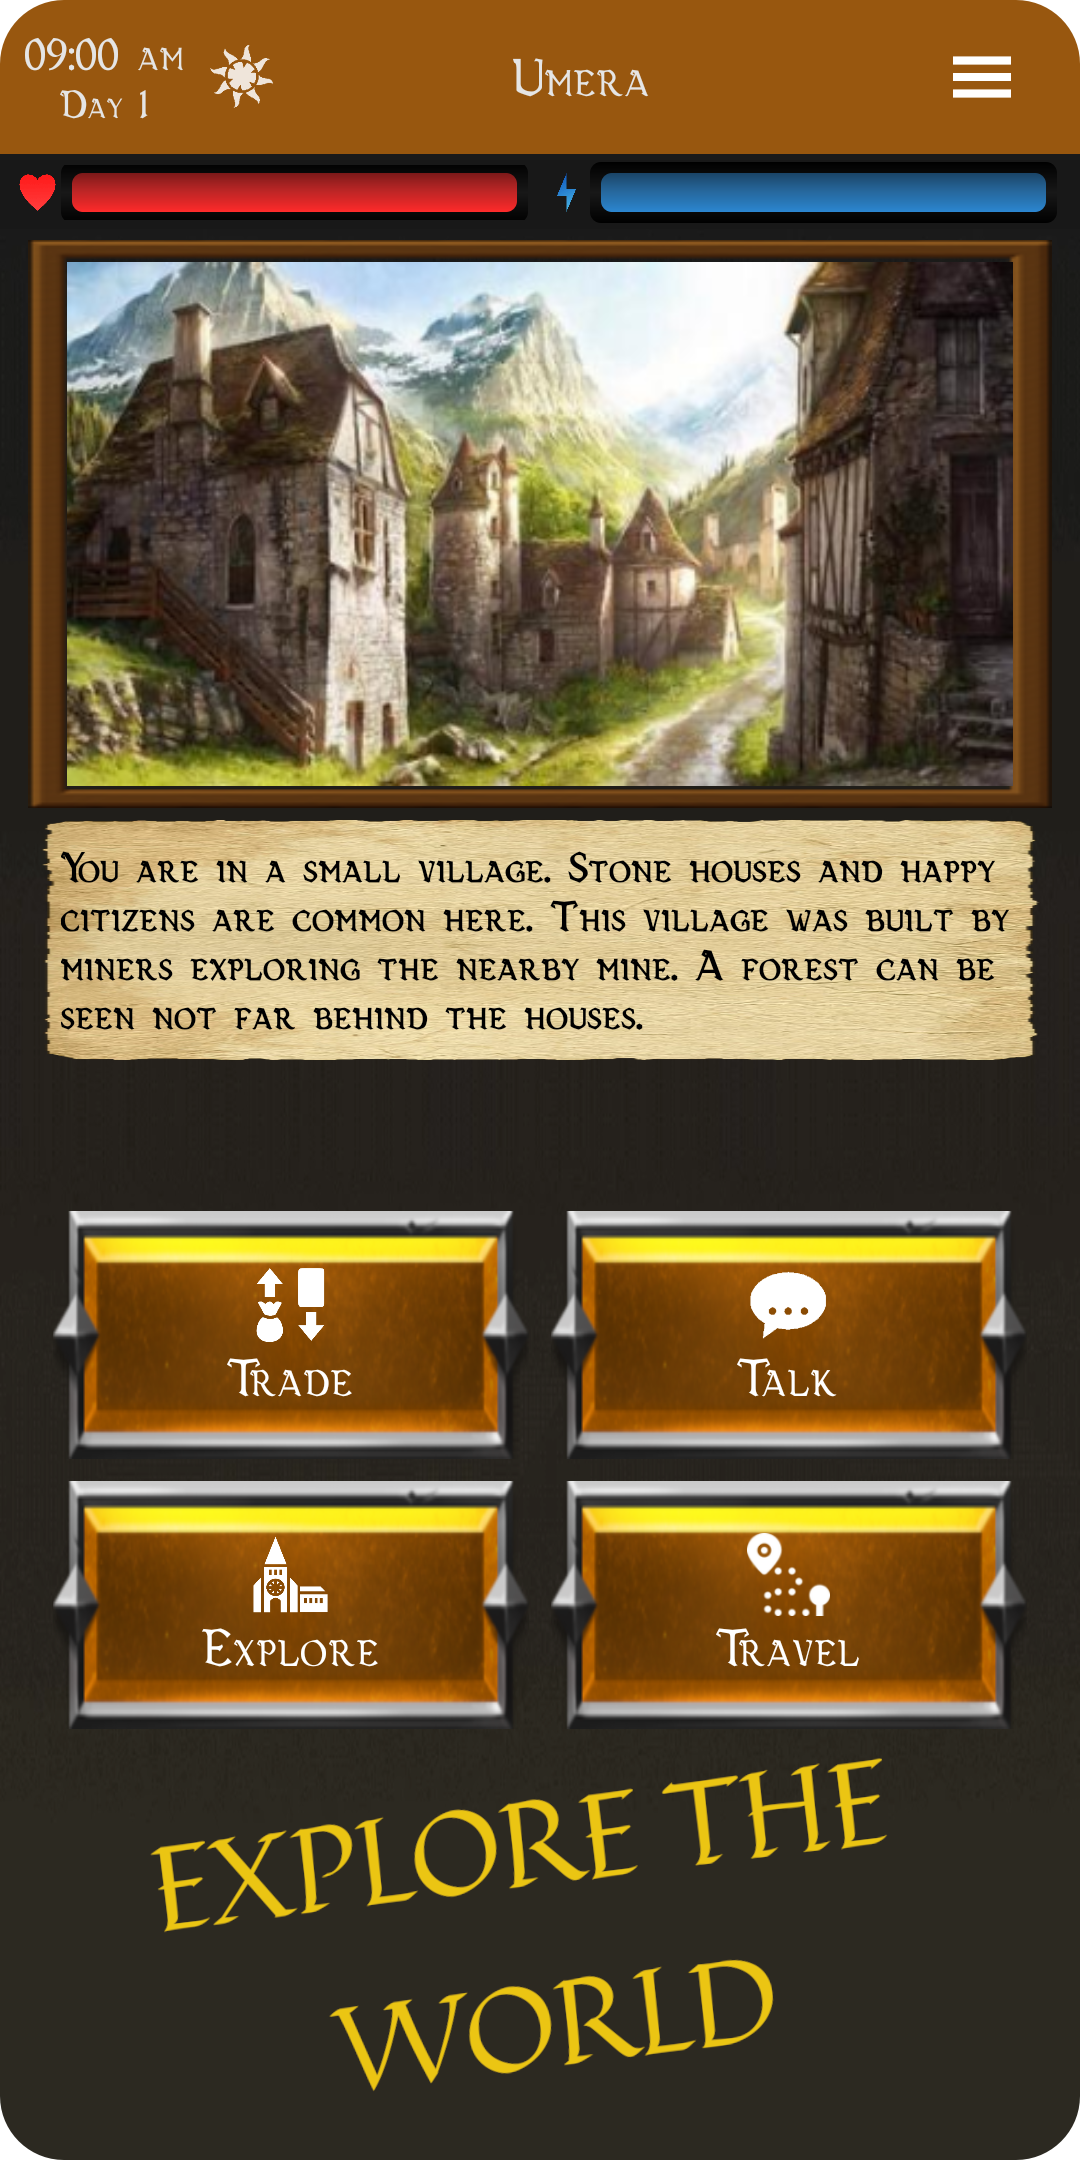 09:00 AM
Day 1
Umera
You are in a small village. Stone houses and happy
citizens are common here. This village was built by
miners exploring the nearby mine. A forest can be
seen not far behind the houses.
Trade
Talk
Explore
Travel
EXPLORE THE
WORLD